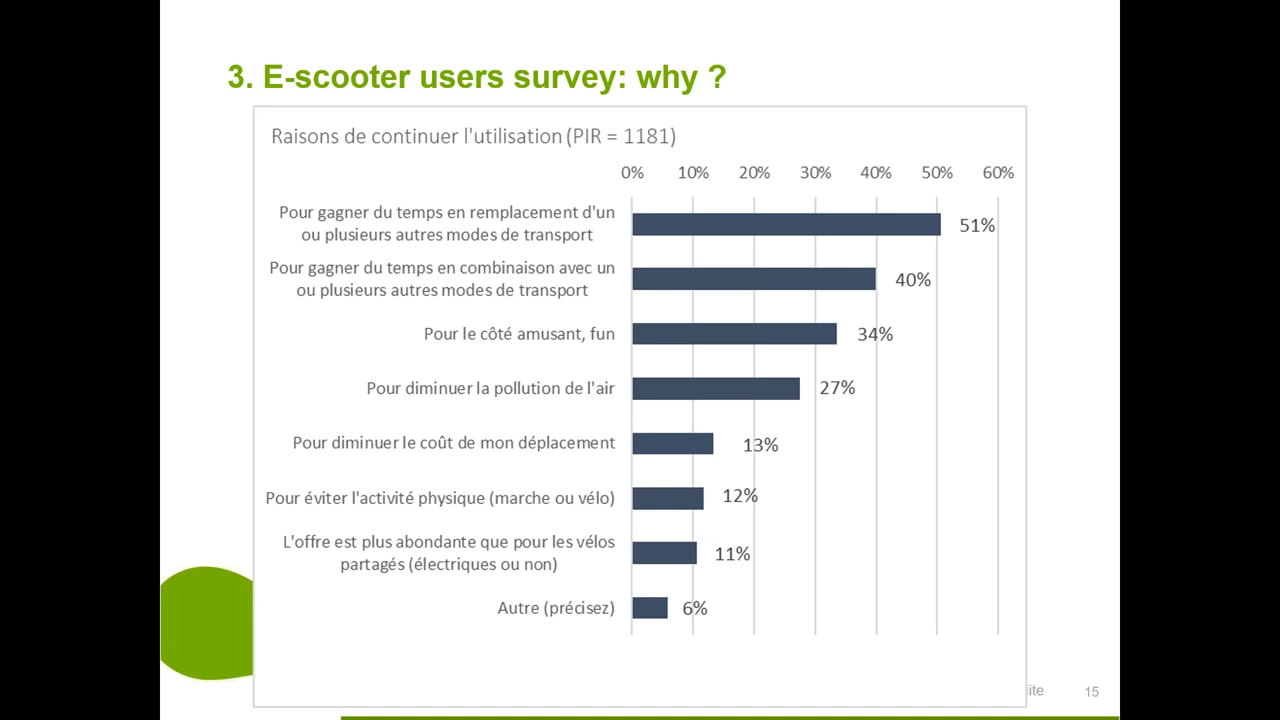 3. E-scooter users survey: why ?
Raisons de continuer l'utilisation (PIR = 1181)
0% 10% 20% 30% 40% 50% 60%
Pour gagner du temps en remplacement d'un
ou plusieurs autres modes de transport
51%
Pour gagner du temps en combinaison avec un
ou plusieurs autres modes de transport
40%
Pour le côté amusant, fun
34%
Pour diminuer la pollution de l'air
27%
Pour diminuer le coût de mon déplacement
13%
Pour éviter l'activité physique (marche ou vélo)
12%
L'offre est plus abondante que pour les vélos
partagés (électriques ou non)
11%
Autre (précisez)
6%
ite
15